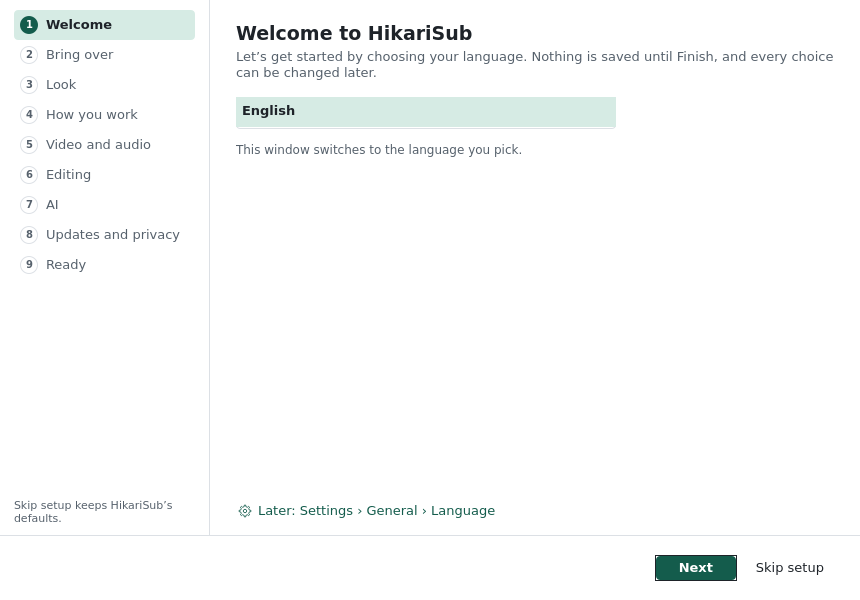 1 Welcome
2 Bring over
3 Look
4 How you work
5 Video and audio
6 Editing
7 AI
8 Updates and privacy
9 Ready
Skip setup keeps HikariSub’s
defaults.
Welcome to HikariSub
Let’s get started by choosing your language. Nothing is saved until Finish, and every choice
can be changed later.
English
This window switches to the language you pick.
Later: Settings › General › Language
Next
Skip setup